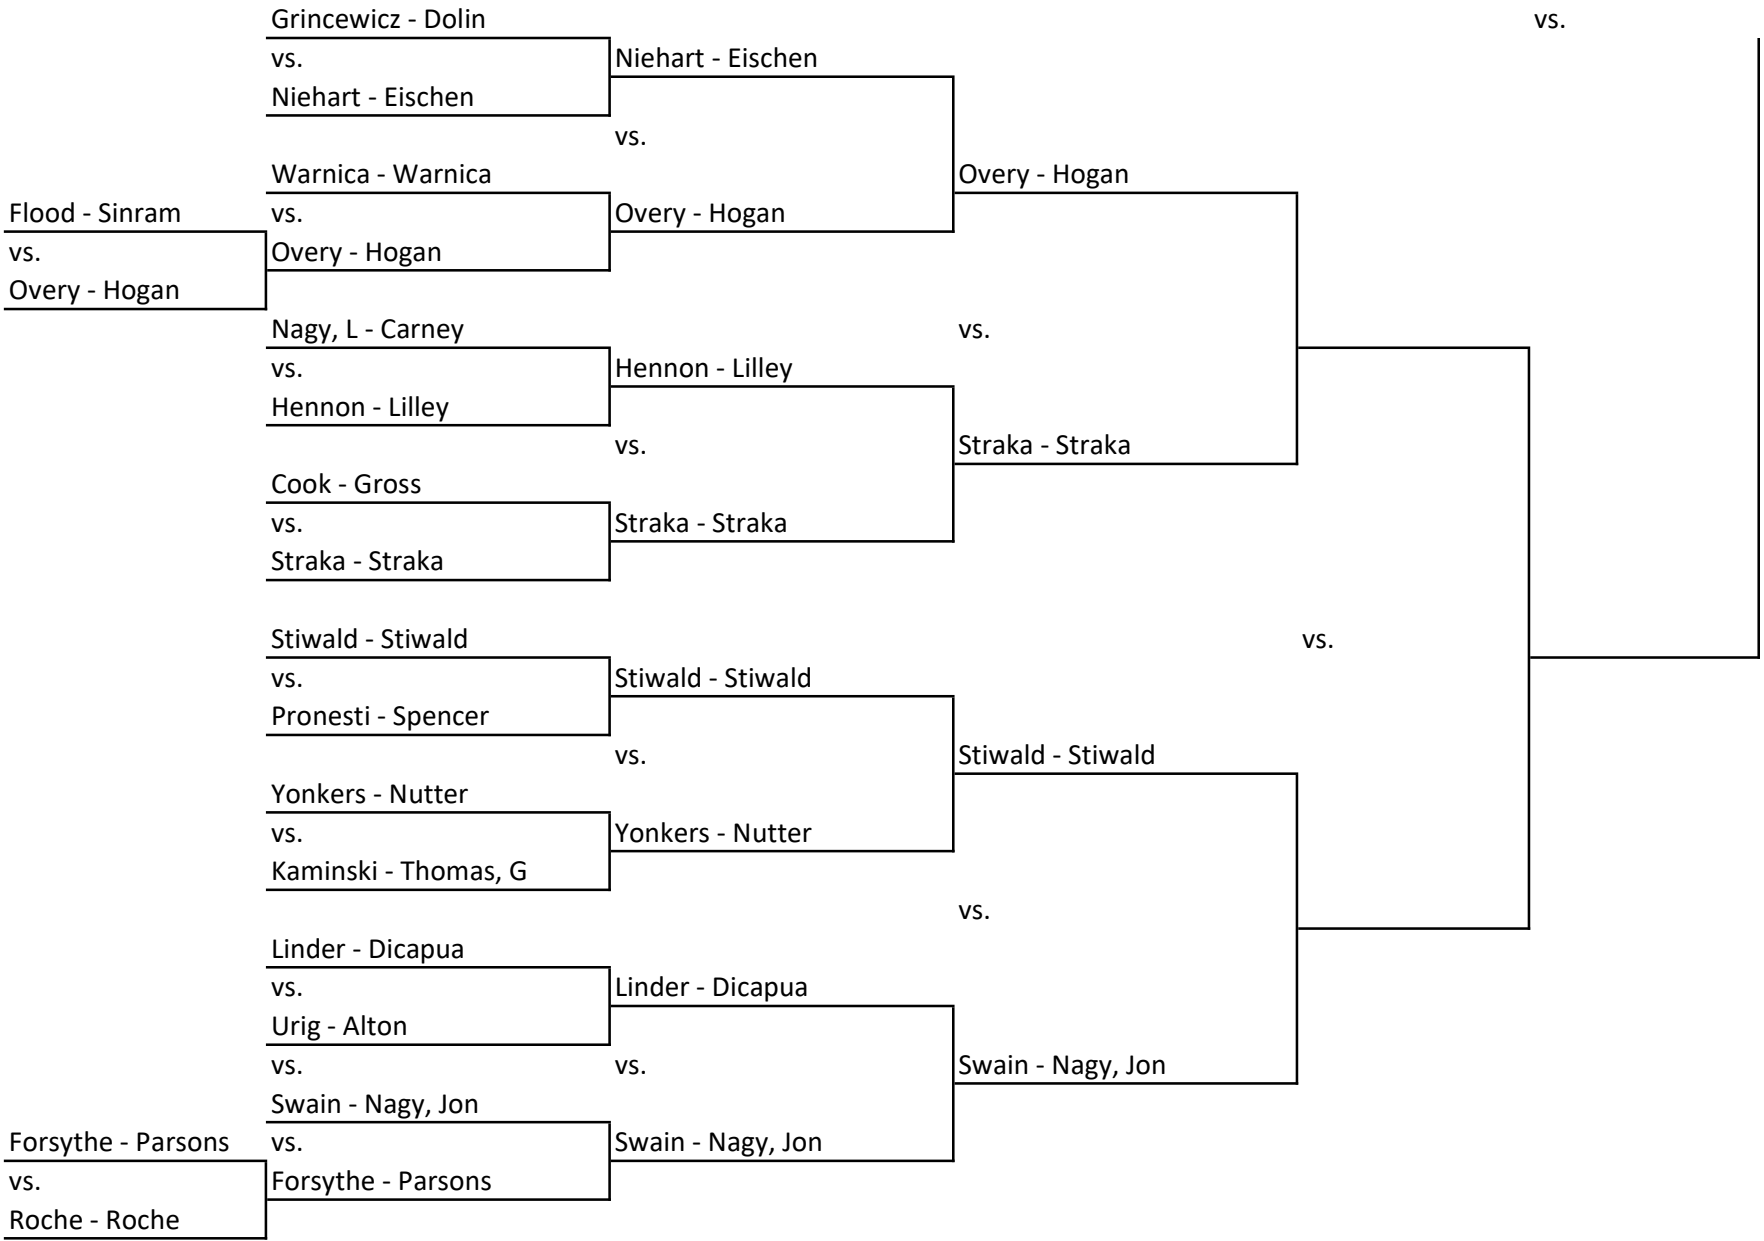 Grincewicz - Dolin
vs.
vs.
Niehart - Eischen
Niehart - Eischen
vs.
Warnica - Warnica
Overy - Hogan
Flood - Sinram
vs.
Overy - Hogan
vs.
Overy - Hogan
Overy - Hogan
Nagy, L - Carney
vs.
vs.
Hennon - Lilley
Hennon - Lilley
vs.
Straka - Straka
Cook - Gross
vs.
Straka - Straka
Straka - Straka
Stiwald - Stiwald
vs.
vs.
Stiwald - Stiwald
Pronesti - Spencer
vs.
Stiwald - Stiwald
Yonkers - Nutter
vs.
Yonkers - Nutter
Kaminski - Thomas, G
vs.
Linder - Dicapua
vs.
Linder - Dicapua
Urig - Alton
vs.
vs.
Swain - Nagy, Jon
Swain - Nagy, Jon
Forsythe - Parsons
vs.
Swain - Nagy, Jon
vs.
Forsythe - Parsons
Roche - Roche